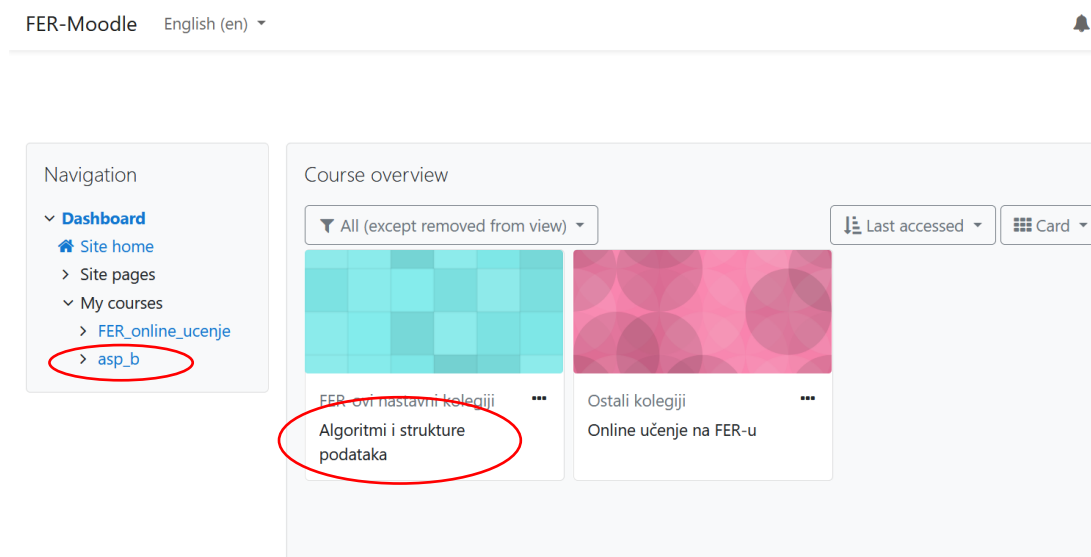 FER-Moodle English (en)
Navigation
Dashboard
Site home
Site pages
My courses
FER_online_ucenje
asp_b
Course overview
All (except removed from view)
Last accessed
Card
FER-ovi nastavni kolegiji
Algoritmi i strukture
podataka
Ostali kolegiji
Online učenje na FER-u